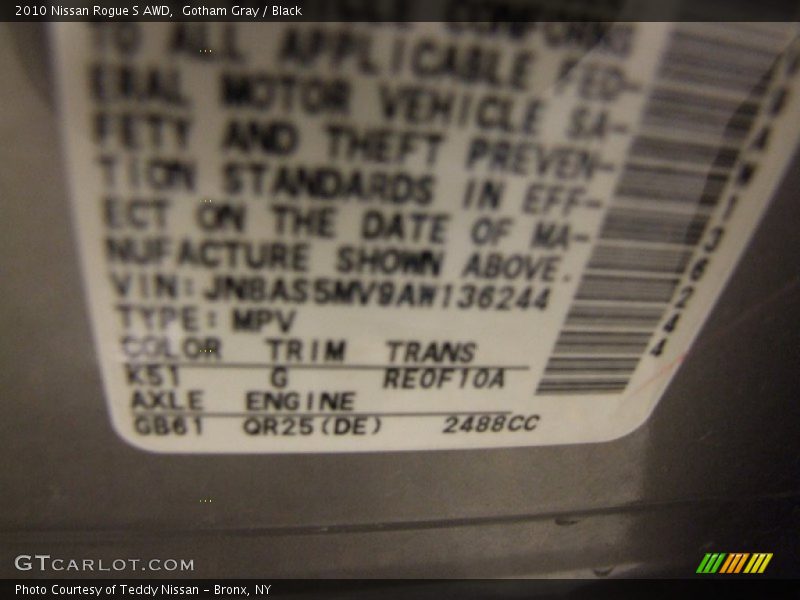 2010 Nissan Rogue S AWD, Gotham Gray / Black
TO ALL APPLICABLE FED-
ERAL MOTOR VEHICLE SA-
FETY AND THEFT PREVEN-
TION STANDARDS IN EFF-
ECT ON THE DATE OF MA-
NUFACTURE SHOWN ABOVE.
VIN: JN8AS5MV9AW136244
TYPE: MPV
COLOR TRIM TRANS
K51 G RE0F10A
AXLE ENGINE
GB61 QR25(DE) 2488CC
GTCARLOT.COM
Photo Courtesy of Teddy Nissan - Bronx, NY